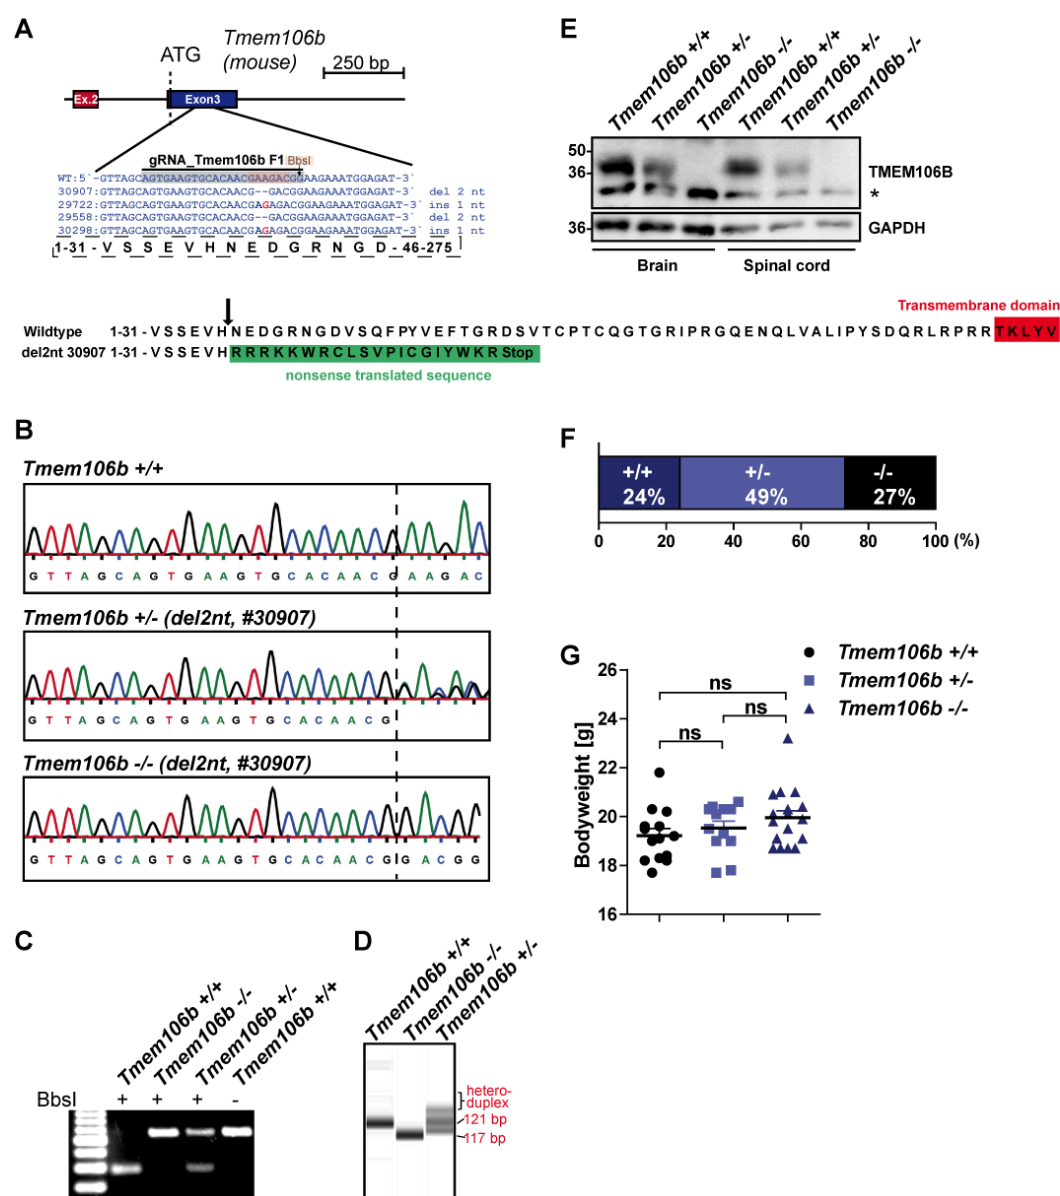 A
ATG
Tmem106b
(mouse)
250 bp
Ex.2
Exon3
gRNA_Tmem106b F1
BbsI
WT:5`-GTTAGCAGTGAAGTGCACAACGAAGACGGAAGAAATGGAGAT-3`
30907:GTTAGCAGTGAAGTGCACAACG--GACGGAAGAAATGGAGAT-3` del 2 nt
29722:GTTAGCAGTGAAGTGCACAACGAGAGACGGAAGAAATGGAGAT-3` ins 1 nt
29558:GTTAGCAGTGAAGTGCACAACG--GACGGAAGAAATGGAGAT-3` del 2 nt
30298:GTTAGCAGTGAAGTGCACAACGAGAGACGGAAGAAATGGAGAT-3` ins 1 nt
1-31 - V S S E V H N E D G R N G D - 46-275
Transmembrane domain
Wildtype 1-31 - V S S E V H N E D G R N G D V S Q F P Y V E F T G R D S V T C P T C Q G T G R I P R G Q E N Q L V A L I P Y S D Q R L R P R R T K L Y V
del2nt 30907 1-31 - V S S E V H R R R K K W R C L S V P I C G I Y W K R Stop
nonsense translated sequence
E
Tmem106b +/+
Tmem106b +/-
Tmem106b -/-
Tmem106b +/+
Tmem106b +/-
Tmem106b -/-
50
36
TMEM106B
*
36
GAPDH
Brain
Spinal cord
B
Tmem106b +/+
G T T A G C A G T G A A G T G C A C A A C G A A G A C
Tmem106b +/- (del2nt, #30907)
G T T A G C A G T G A A G T G C A C A A C G
Tmem106b -/- (del2nt, #30907)
G T T A G C A G T G A A G T G C A C A A C G G A C G G
F
+/+ +/- -/-
24% 49% 27%
0 20 40 60 80 100 (%)
G
Tmem106b +/+
Tmem106b +/-
Tmem106b -/-
ns
ns
ns
Bodyweight [g]
22
20
18
16
C
Tmem106b +/+
Tmem106b -/-
Tmem106b +/-
Tmem106b +/+
BbsI + + + -
D
Tmem106b +/+
Tmem106b -/-
Tmem106b +/-
hetero-
duplex
121 bp
117 bp